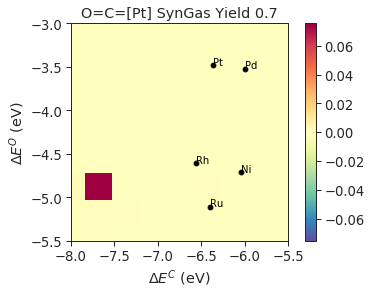 O=C=[Pt] SynGas Yield 0.7
−3.0
−3.5
−4.0
−4.5
−5.0
−5.5
ΔE^O (eV)
Pt
Pd
Rh
Ni
Ru
−8.0 −7.5 −7.0 −6.5 −6.0 −5.5
ΔE^C (eV)
0.06
0.04
0.02
0.00
−0.02
−0.04
−0.06